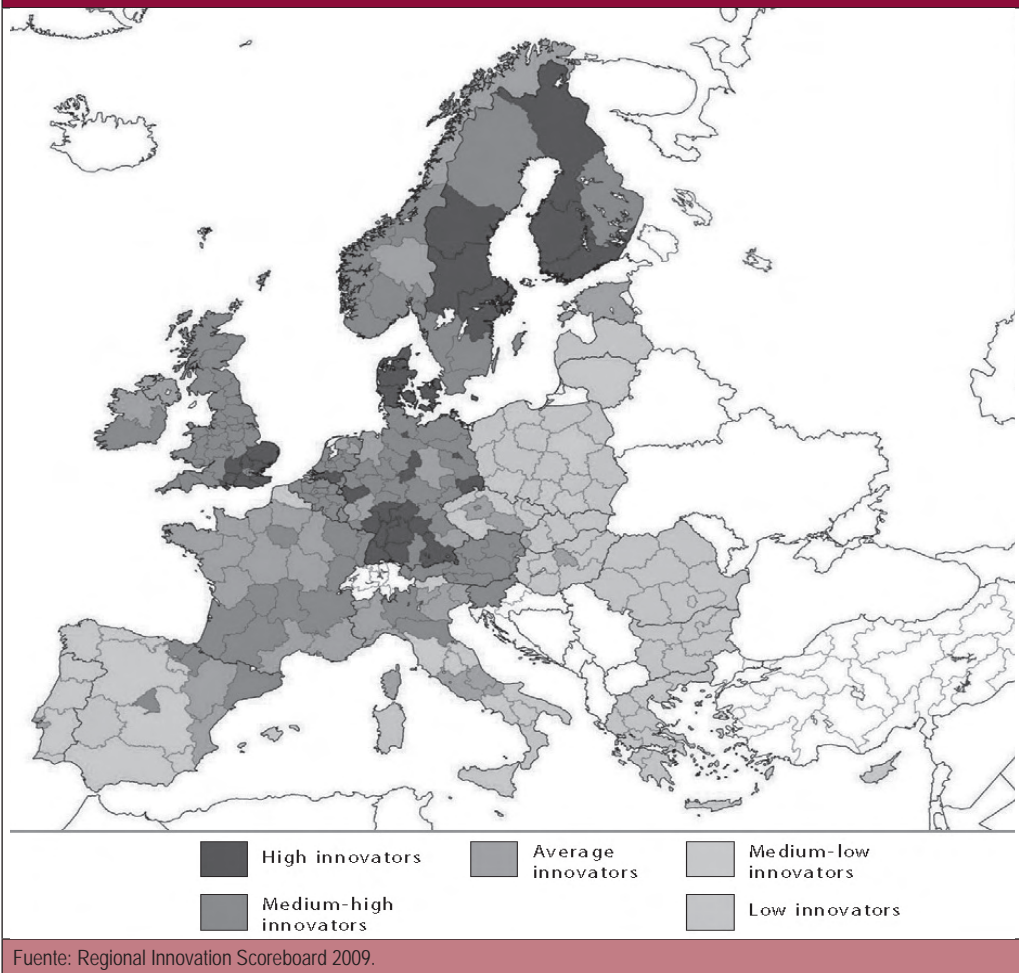 High innovators
Medium-high
innovators
Average
innovators
Medium-low
innovators
Low innovators
Fuente: Regional Innovation Scoreboard 2009.